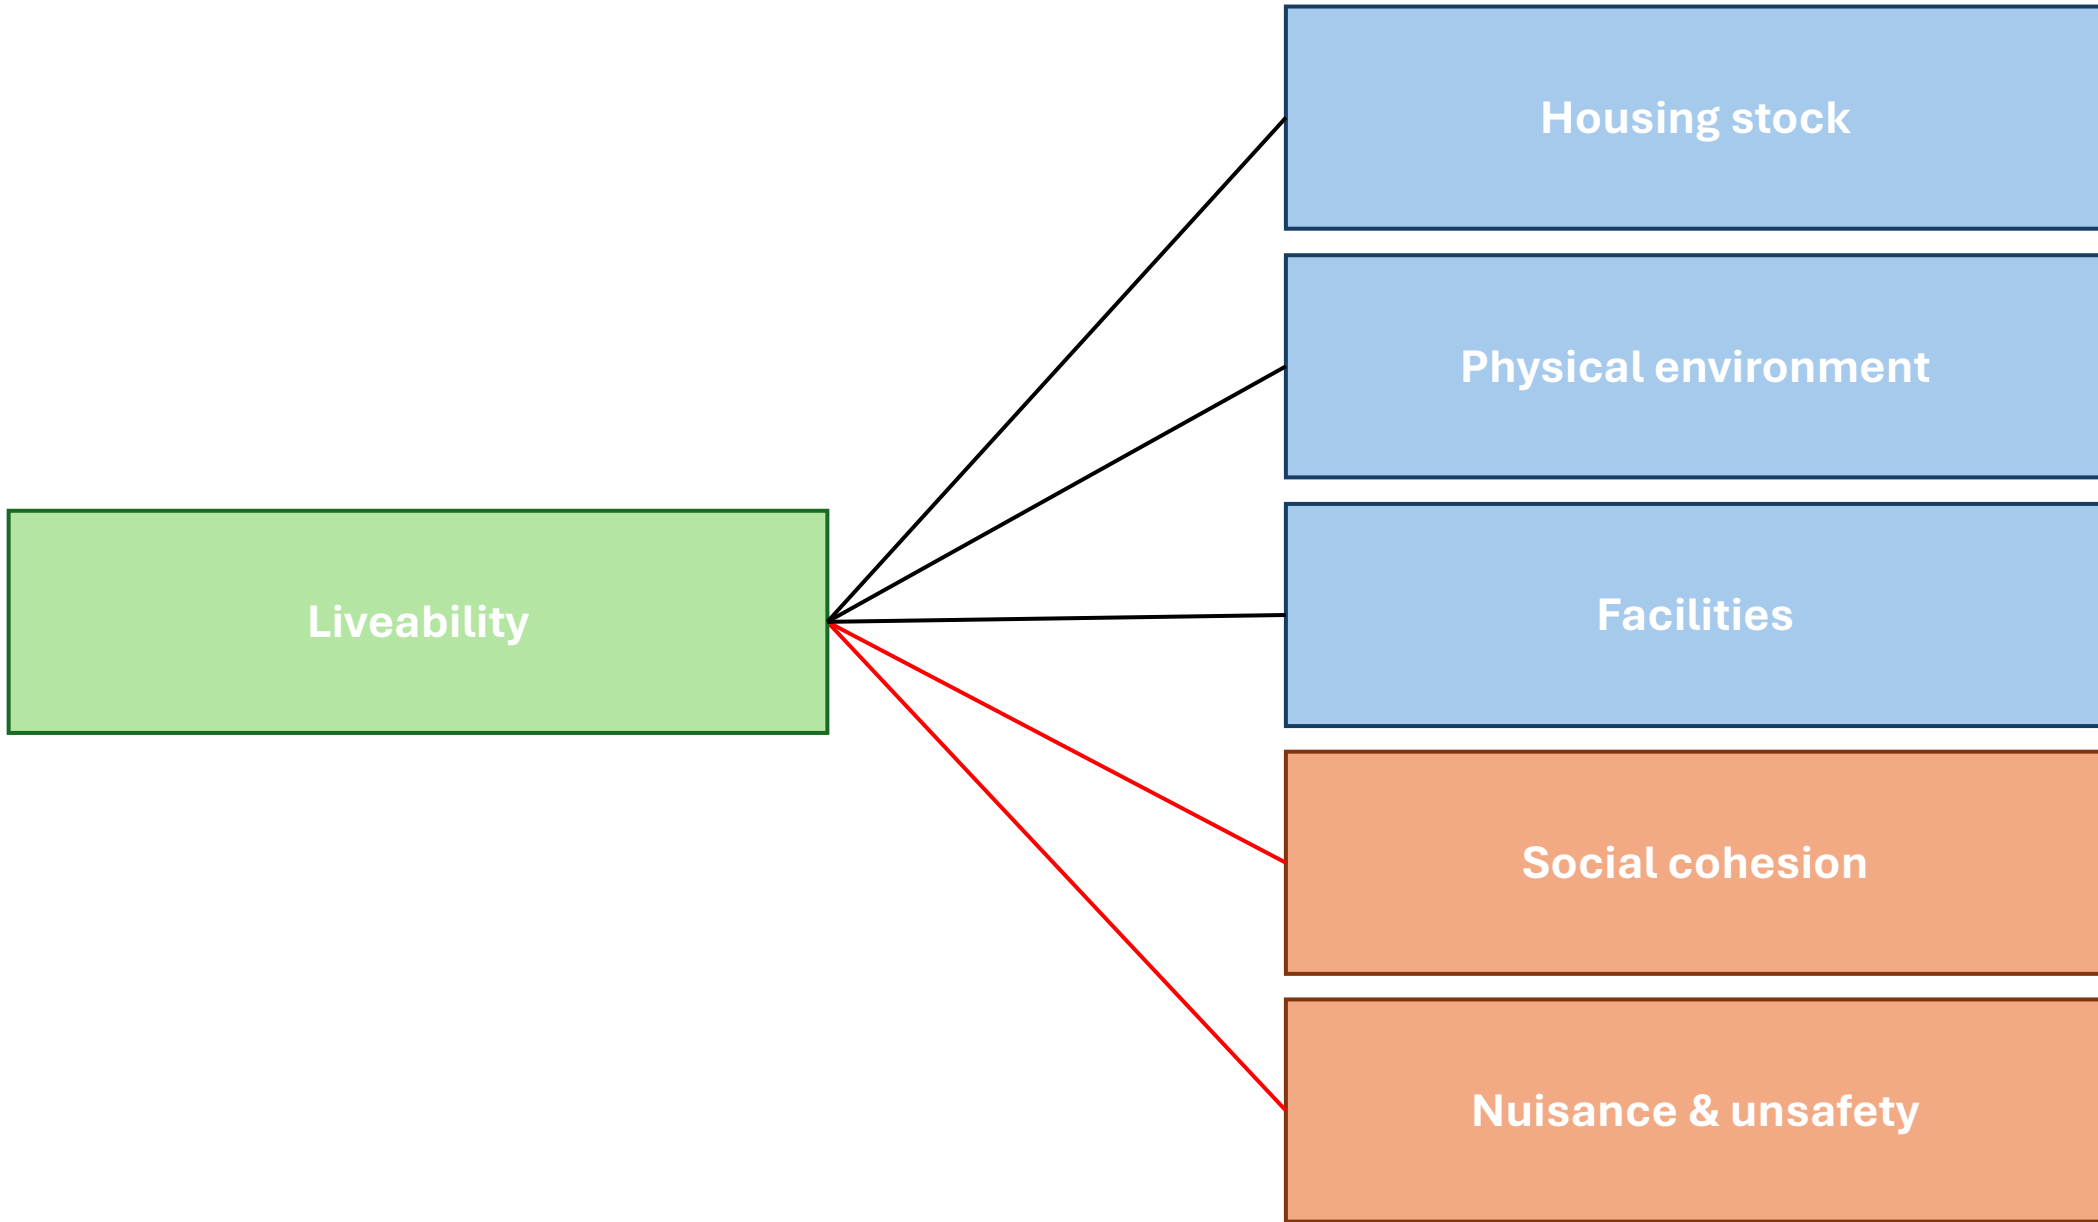 Housing stock
Physical environment
Liveability
Facilities
Social cohesion
Nuisance & unsafety